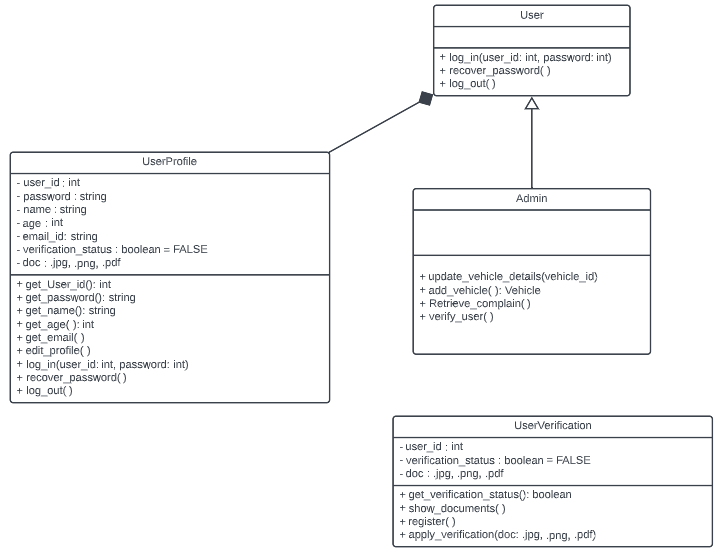 User
+ log_in(user_id: int, password: int)
+ recover_password( )
+ log_out( )
UserProfile
- user_id : int
- password : string
- name : string
- age : int
- email_id: string
- verification_status : boolean = FALSE
- doc : .jpg, .png, .pdf
+ get_User_id(): int
+ get_password(): string
+ get_name(): string
+ get_age( ): int
+ get_email( )
+ edit_profile( )
+ log_in(user_id: int, password: int)
+ recover_password( )
+ log_out( )
Admin
+ update_vehicle_details(vehicle_id)
+ add_vehicle( ): Vehicle
+ Retrieve_complain( )
+ verify_user( )
UserVerification
- user_id : int
- verification_status : boolean = FALSE
- doc : .jpg, .png, .pdf
+ get_verification_status(): boolean
+ show_documents( )
+ register( )
+ apply_verification(doc: .jpg, .png, .pdf)